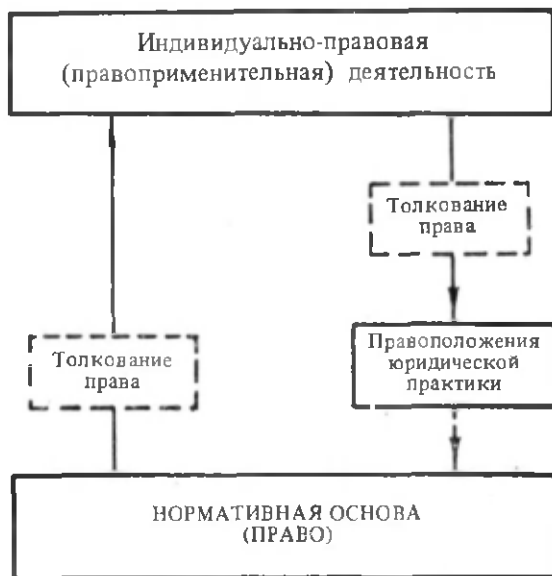 Индивидуально-правовая
(правоприменительная) деятельность
Толкование
права
Правоположения
юридической
практики
Толкование
права
НОРМАТИВНАЯ ОСНОВА
(ПРАВО)